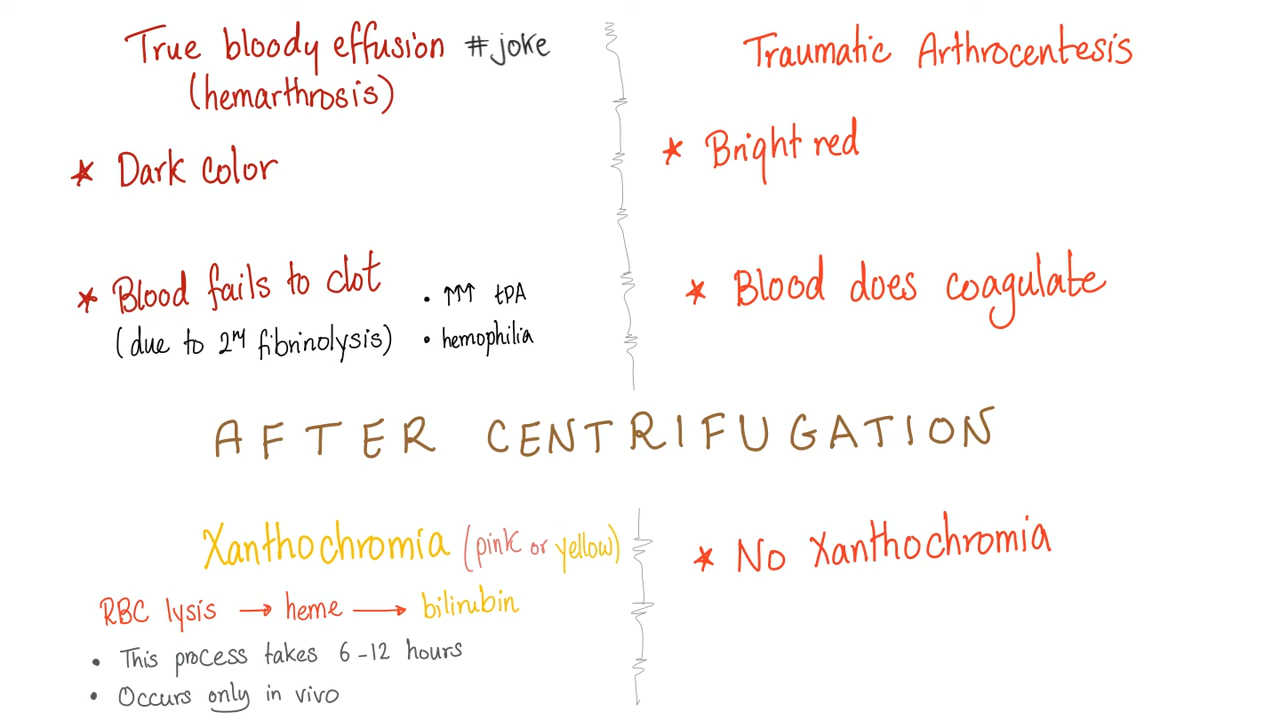 True bloody effusion #joke
(hemarthrosis)
* Dark color
* Blood fails to clot
(due to 2ry fibrinolysis)
• ↑↑↑ tPA
• hemophilia
Traumatic Arthrocentesis
* Bright red
* Blood does coagulate
AFTER CENTRIFUGATION
Xanthochromia (pink or yellow)
RBC lysis → heme → bilirubin
• This process takes 6-12 hours
• Occurs only in vivo
* No Xanthochromia